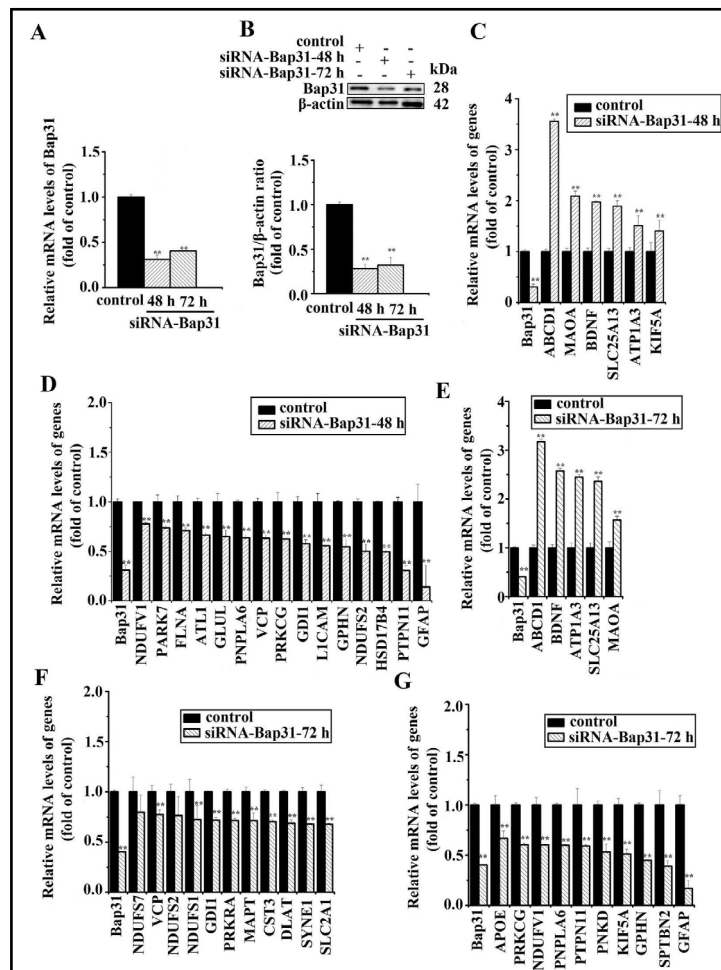 A
Relative mRNA levels of Bap31
(fold of control)
1.5
1.0
0.5
0
**
**
control 48 h 72 h
siRNA-Bap31
B
control + - -
siRNA-Bap31-48 h - + -
siRNA-Bap31-72 h - - +
kDa
Bap31 28
β-actin 42
Bap31/β-actin ratio
(fold of control)
1.5
1.0
0.5
0
**
**
control 48 h 72 h
siRNA-Bap31
C
Relative mRNA levels of genes
(fold of control)
4
3
2
1
0
control
siRNA-Bap31-48 h
** ** ** ** ** ** **
Bap31
ABCD1
MAOA
BDNF
SLC25A13
ATP1A3
KIF5A
D
Relative mRNA levels of genes
(fold of control)
2.0
1.5
1.0
0.5
0.0
control
siRNA-Bap31-48 h
** ** ** ** ** ** ** ** ** ** ** ** ** ** ** **
Bap31
NDUFV1
PARK7
FLNA
ATL1
GLUL
PNPLA6
VCP
PRKCG
GDI1
L1CAM
GPHN
NDUFS2
HSD17B4
PTPN11
GFAP
E
Relative mRNA levels of genes
(fold of control)
4
3
2
1
0
control
siRNA-Bap31-72 h
** ** ** ** ** **
Bap31
ABCD1
BDNF
ATP1A3
SLC25A13
MAOA
F
Relative mRNA levels of genes
(fold of control)
2.0
1.5
1.0
0.5
0.0
control
siRNA-Bap31-72 h
** ** ** ** ** ** ** ** ** **
Bap31
NDUFS7
VCP
NDUFS2
NDUFS1
GDI1
PRKRA
MAPT
CST3
DLAT
SYNE1
SLC2A1
G
Relative mRNA levels of genes
(fold of control)
2.0
1.5
1.0
0.5
0.0
control
siRNA-Bap31-72 h
** ** ** ** ** ** ** ** ** ** **
Bap31
APOE
PRKCG
NDUFV1
PNPLA6
PTPN11
PNKD
KIF5A
GPHN
SPTBN2
GFAP